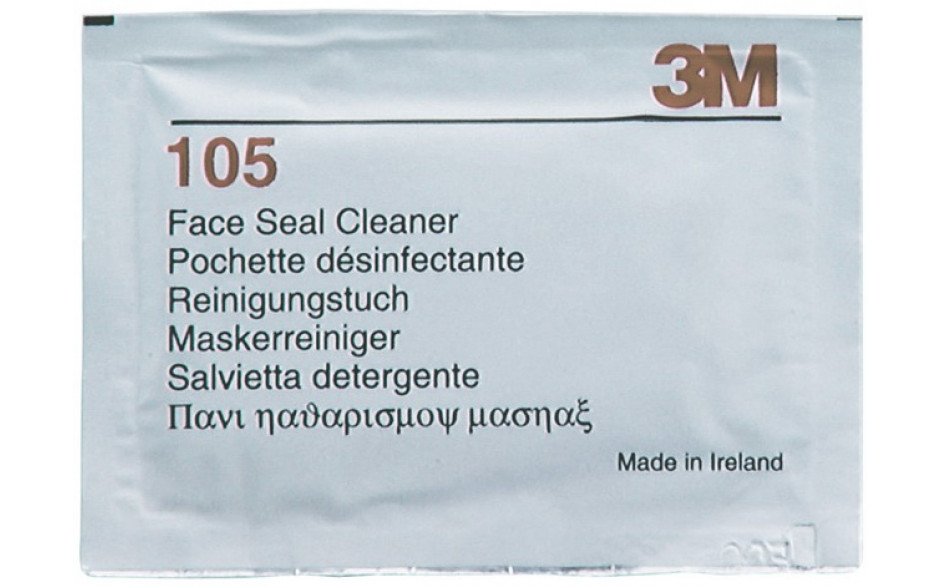 3M
105
Face Seal Cleaner
Pochette désinfectante
Reinigungstuch
Maskerreiniger
Salvietta detergente
Πανι ηαϑαρισμοψ μασηαξ
Made in Ireland